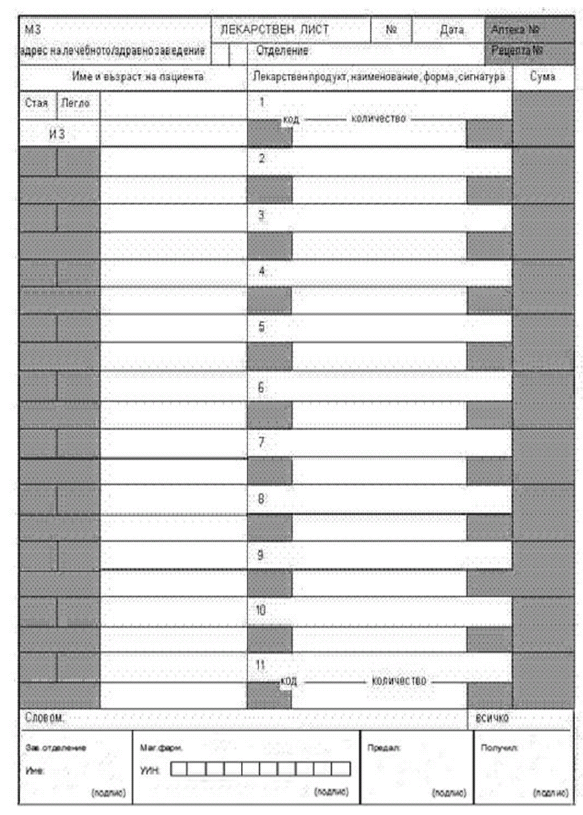 МЗ ЛЕКАРСТВЕН ЛИСТ № Дата Аптека №
адрес на лечебното/здравно заведение Отделение Рецепта №
Име и възраст на пациента Лекарствен продукт, наименование, форма, сигнатура Сума
Стая Легло 1
код количество
И З
2
3
4
5
6
7
8
9
10
11
код количество
Словом: всичко
Зав. отделение Маг.фарм. Предал: Получил:
Име: УИН:
(подпис) (подпис) (подпис) (подпис)